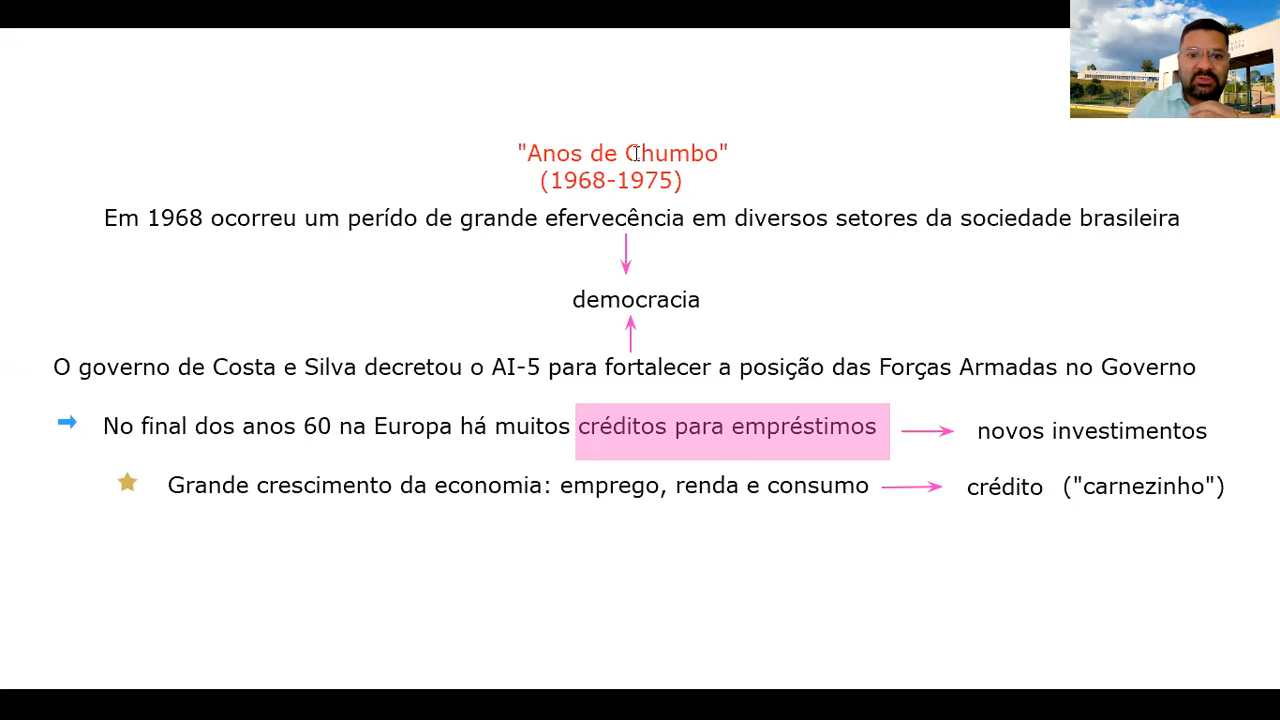 "Anos de Chumbo"
(1968-1975)
Em 1968 ocorreu um perído de grande efervecência em diversos setores da sociedade brasileira
democracia
O governo de Costa e Silva decretou o AI-5 para fortalecer a posição das Forças Armadas no Governo
No final dos anos 60 na Europa há muitos créditos para empréstimos novos investimentos
Grande crescimento da economia: emprego, renda e consumo crédito ("carnezinho")